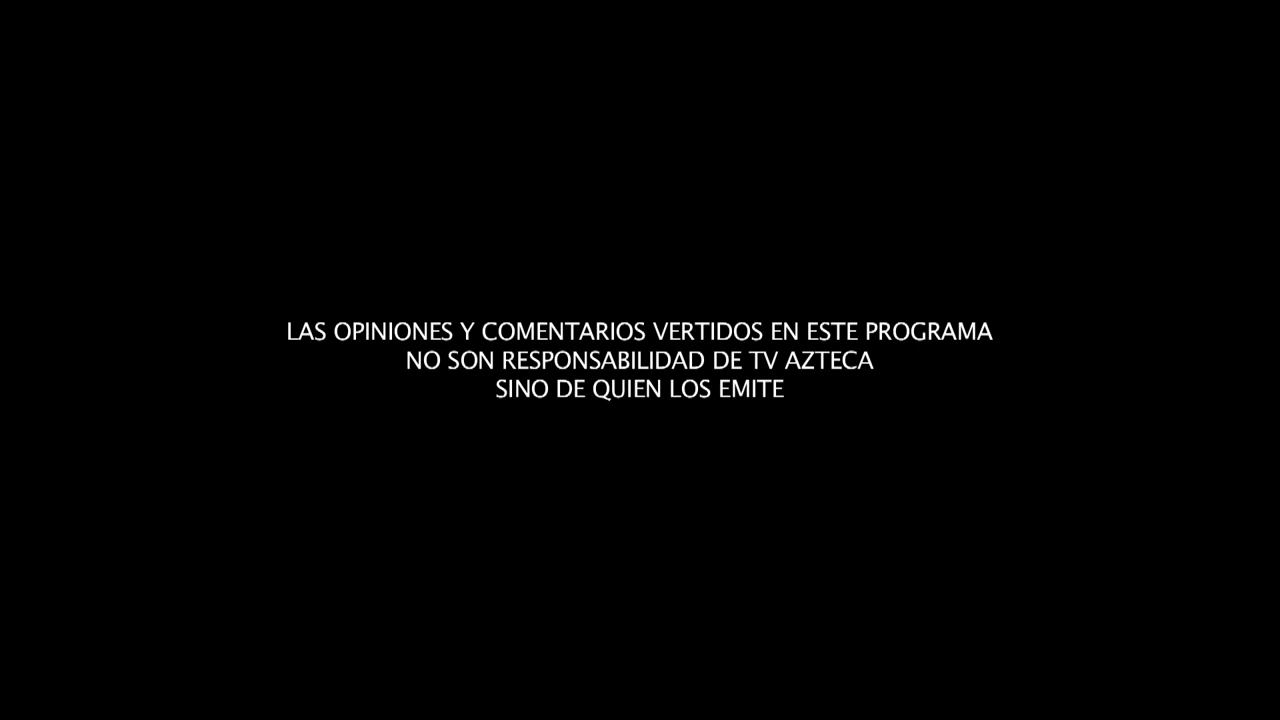 LAS OPINIONES Y COMENTARIOS VERTIDOS EN ESTE PROGRAMA
NO SON RESPONSABILIDAD DE TV AZTECA
SINO DE QUIEN LOS EMITE